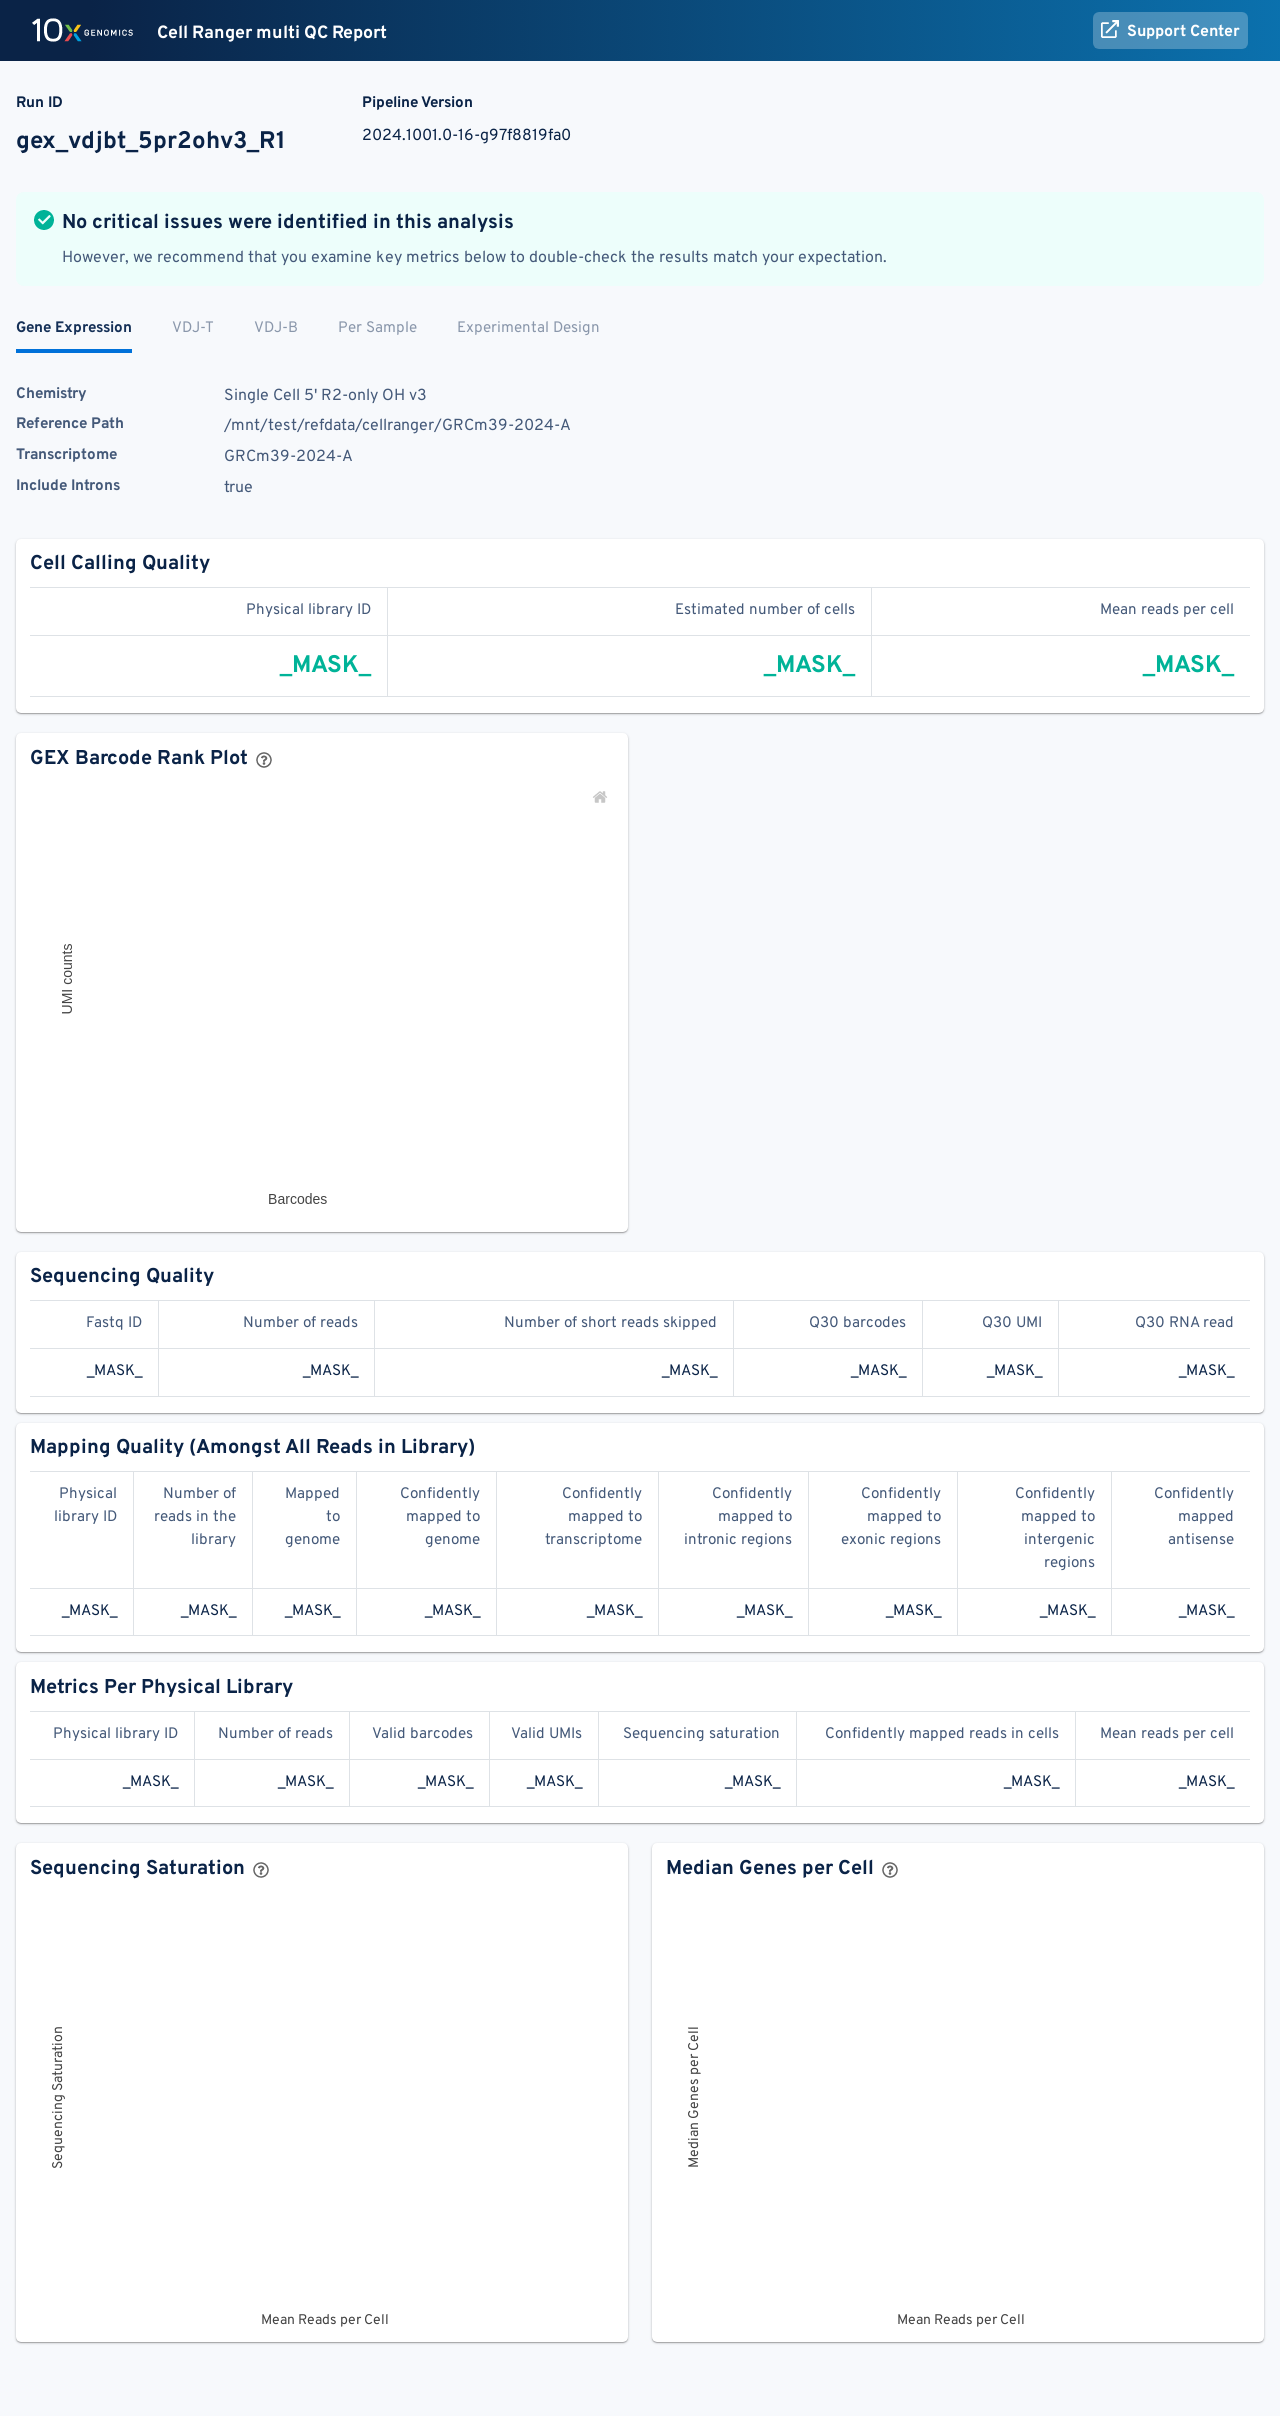 10x GENOMICS Cell Ranger multi QC Report Support Center
Run ID Pipeline Version
gex_vdjbt_5pr2ohv3_R1 2024.1001.0-16-g97f8819fa0
No critical issues were identified in this analysis
However, we recommend that you examine key metrics below to double-check the results match your expectation.
Gene Expression VDJ-T VDJ-B Per Sample Experimental Design
Chemistry Single Cell 5' R2-only OH v3
Reference Path /mnt/test/refdata/cellranger/GRCm39-2024-A
Transcriptome GRCm39-2024-A
Include Introns true
Cell Calling Quality
Physical library ID Estimated number of cells Mean reads per cell
_MASK_ _MASK_ _MASK_
GEX Barcode Rank Plot ?
UMI counts
Barcodes
Sequencing Quality
Fastq ID Number of reads Number of short reads skipped Q30 barcodes Q30 UMI Q30 RNA read
_MASK_ _MASK_ _MASK_ _MASK_ _MASK_ _MASK_
Mapping Quality (Amongst All Reads in Library)
Physical Number of Mapped Confidently Confidently Confidently Confidently Confidently Confidently
library ID reads in the to mapped to mapped to mapped to mapped to mapped to mapped
library genome genome transcriptome intronic regions exonic regions intergenic antisense
regions
_MASK_ _MASK_ _MASK_ _MASK_ _MASK_ _MASK_ _MASK_ _MASK_ _MASK_
Metrics Per Physical Library
Physical library ID Number of reads Valid barcodes Valid UMIs Sequencing saturation Confidently mapped reads in cells Mean reads per cell
_MASK_ _MASK_ _MASK_ _MASK_ _MASK_ _MASK_ _MASK_
Sequencing Saturation ? Median Genes per Cell ?
Sequencing Saturation Median Genes per Cell
Mean Reads per Cell Mean Reads per Cell